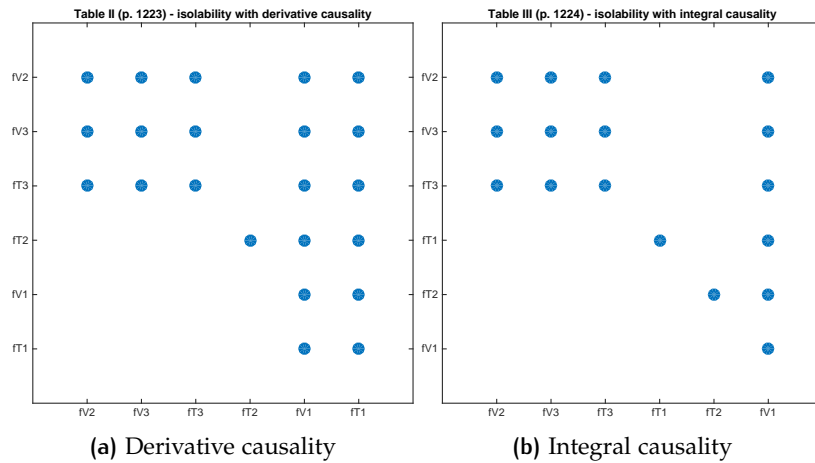 Table II (p. 1223) - isolability with derivative causality
fV2
fV3
fT3
fT2
fV1
fT1
fV2 fV3 fT3 fT2 fV1 fT1
(a) Derivative causality
Table III (p. 1224) - isolability with integral causality
fV2
fV3
fT3
fT1
fT2
fV1
fV2 fV3 fT3 fT1 fT2 fV1
(b) Integral causality